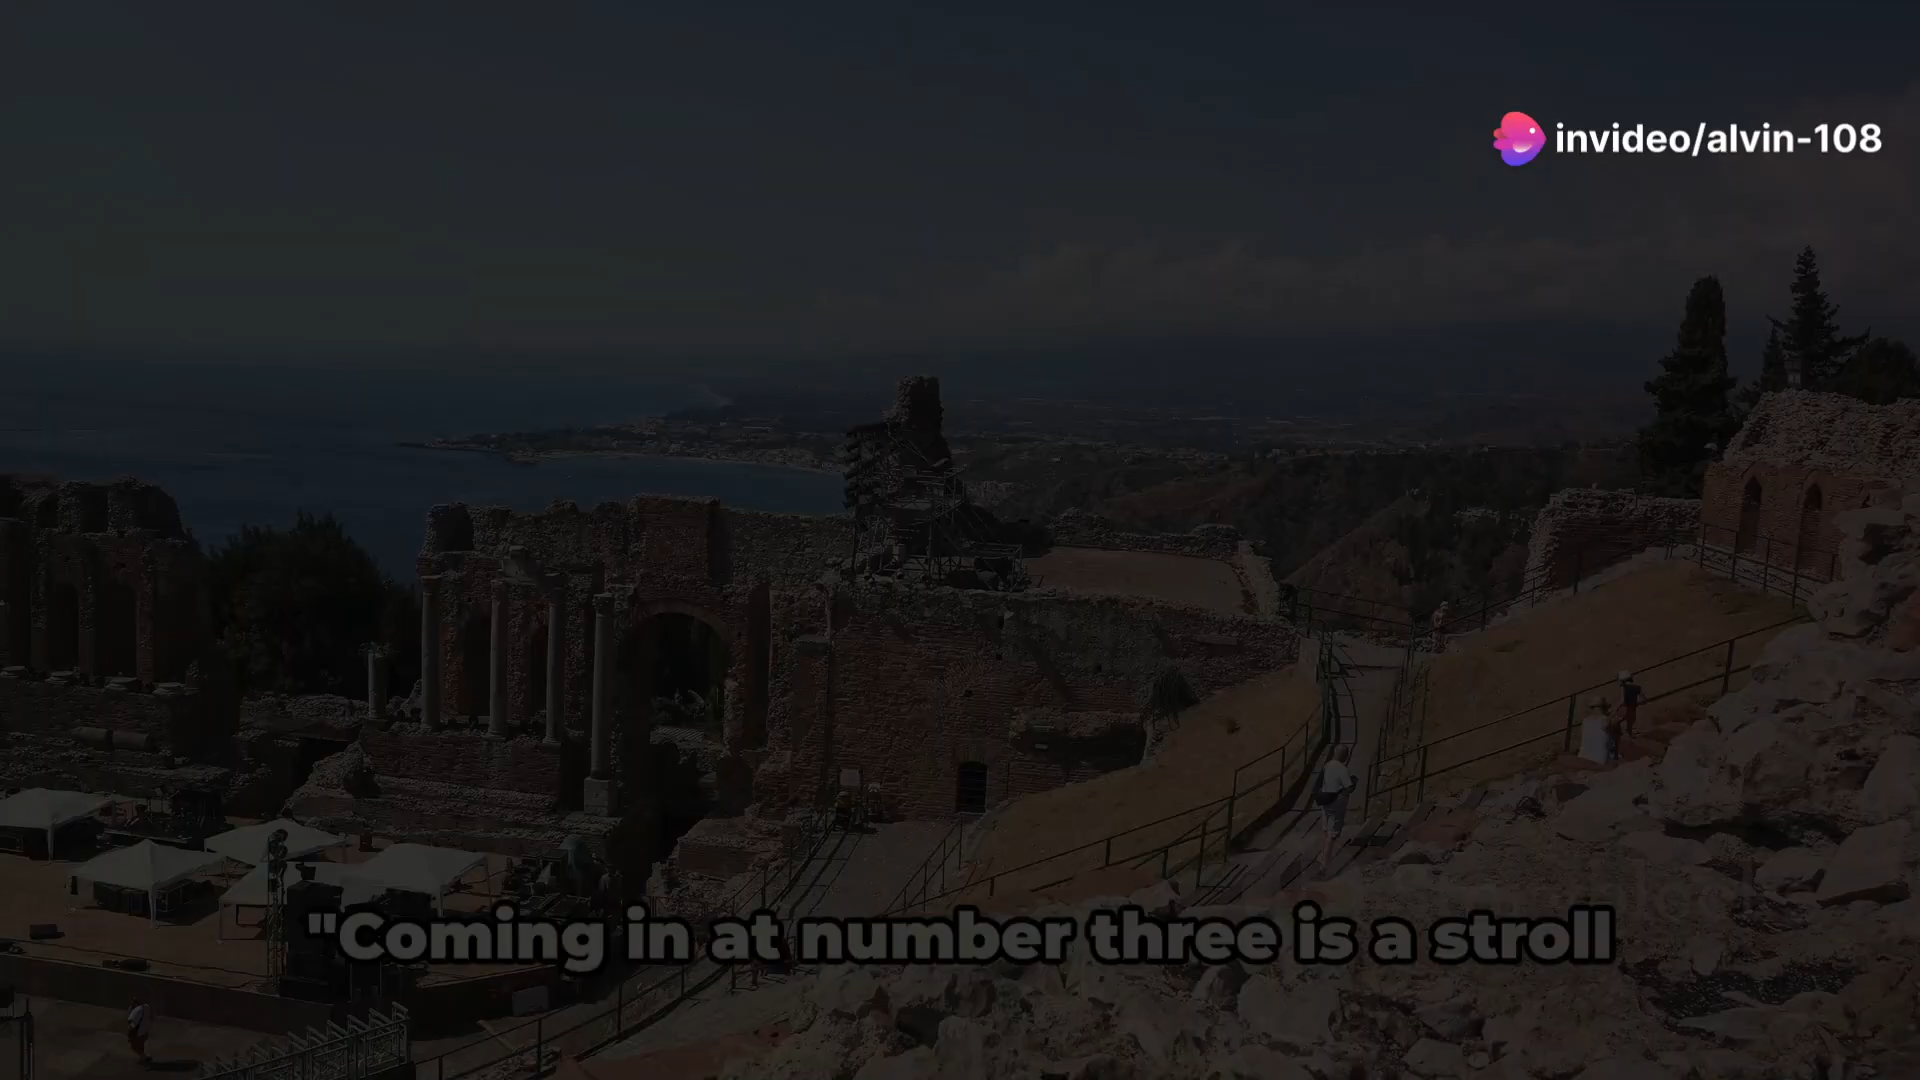 invideo/alvin-108
"Coming in at number three is a stroll